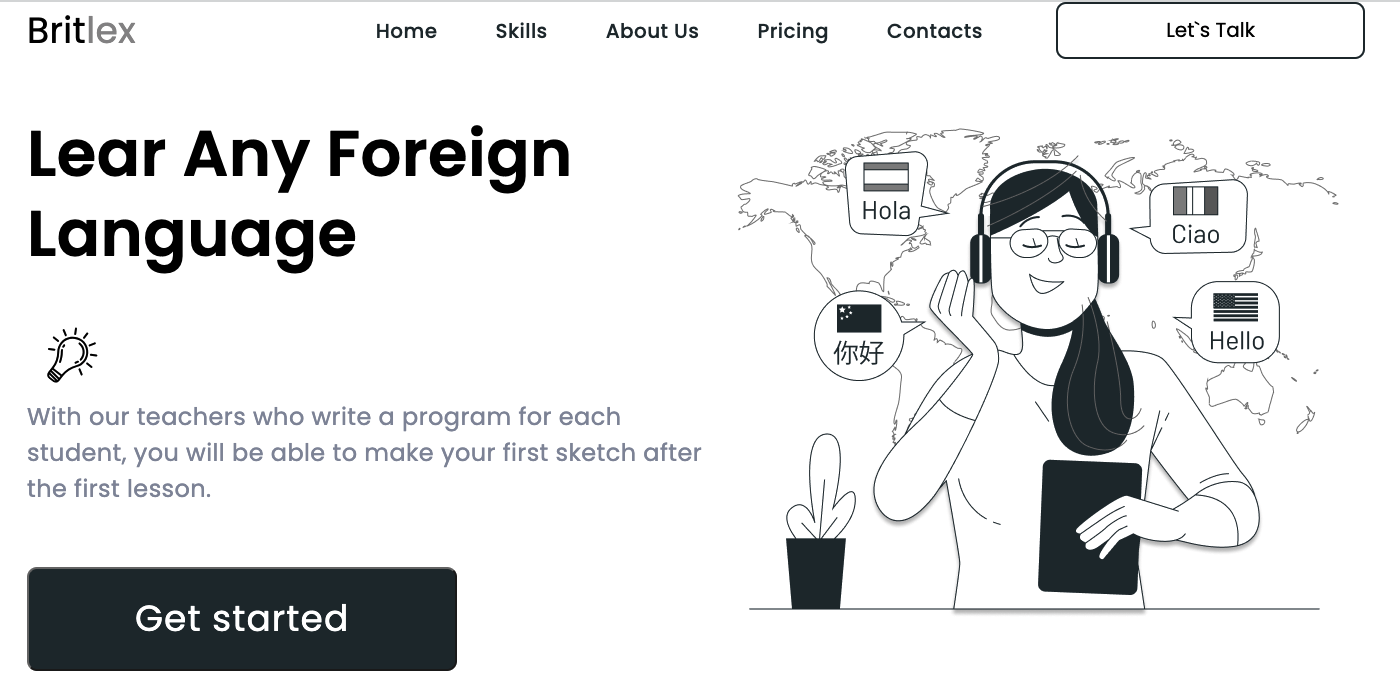 Britlex
Home Skills About Us Pricing Contacts Let`s Talk
Lear Any Foreign
Language
Hola
Ciao
你好
Hello
With our teachers who write a program for each
student, you will be able to make your first sketch after
the first lesson.
Get started